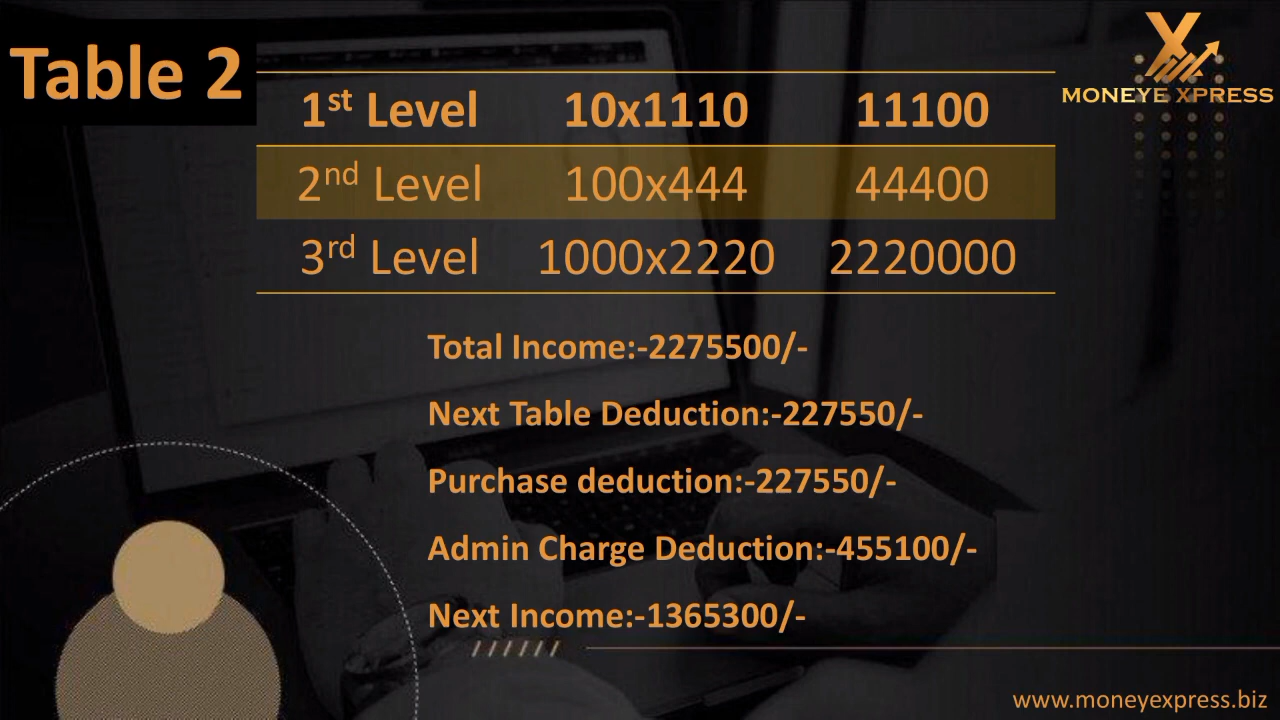 Table 2
MONEYE XPRESS
1st Level 10x1110 11100
2nd Level 100x444 44400
3rd Level 1000x2220 2220000
Total Income:-2275500/-
Next Table Deduction:-227550/-
Purchase deduction:-227550/-
Admin Charge Deduction:-455100/-
Next Income:-1365300/-
www.moneyexpress.biz